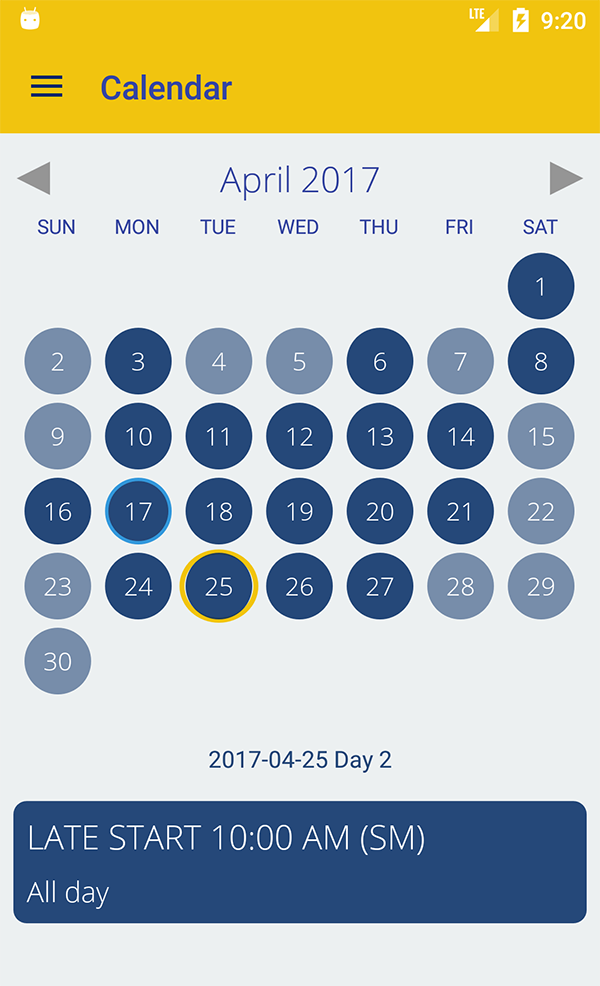 LTE 9:20
Calendar
April 2017
SUN MON TUE WED THU FRI SAT
1
2 3 4 5 6 7 8
9 10 11 12 13 14 15
16 17 18 19 20 21 22
23 24 25 26 27 28 29
30
2017-04-25 Day 2
LATE START 10:00 AM (SM)
All day